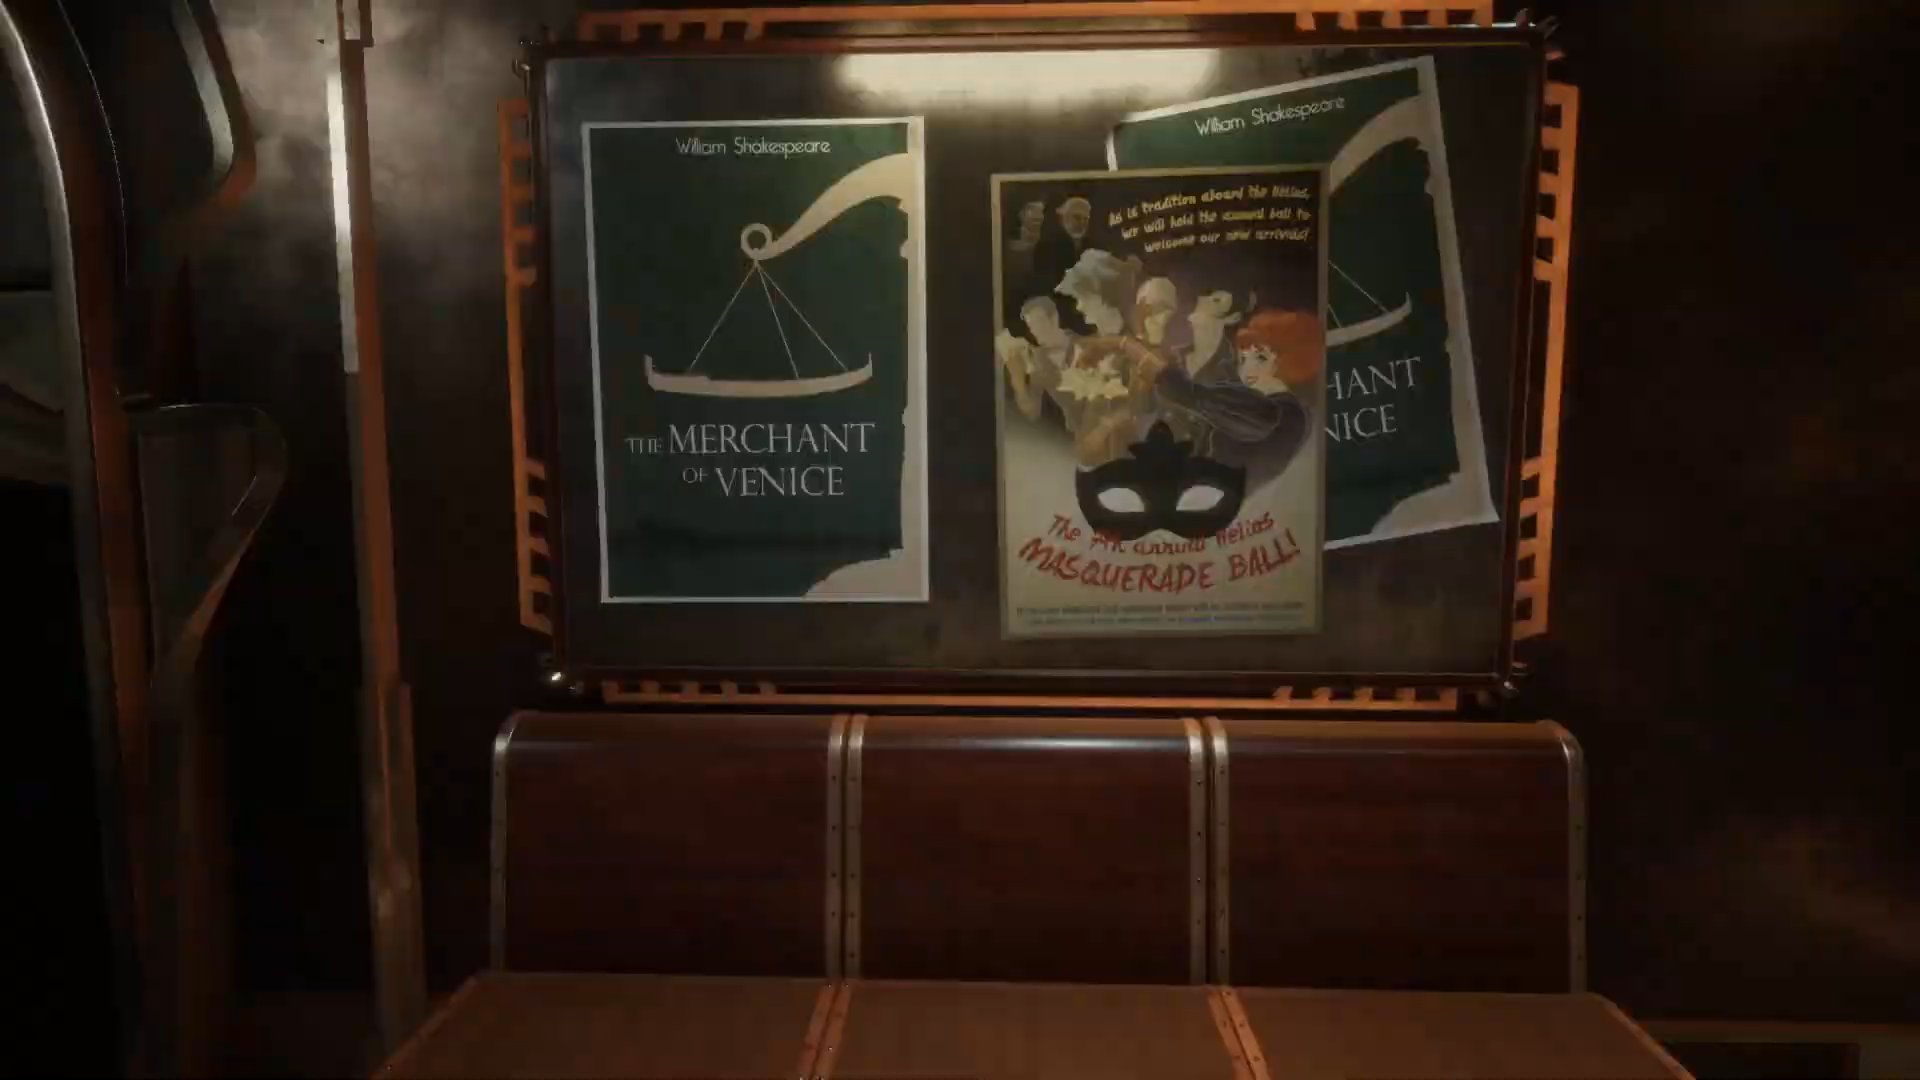 William Shakespeare
THE MERCHANT
OF VENICE
William Shakespeare
HANT
NICE
As is tradition aboard the Helios,
we will hold the annual ball to
welcome our new arrivals!
The annual Helios
MASQUERADE BALL!